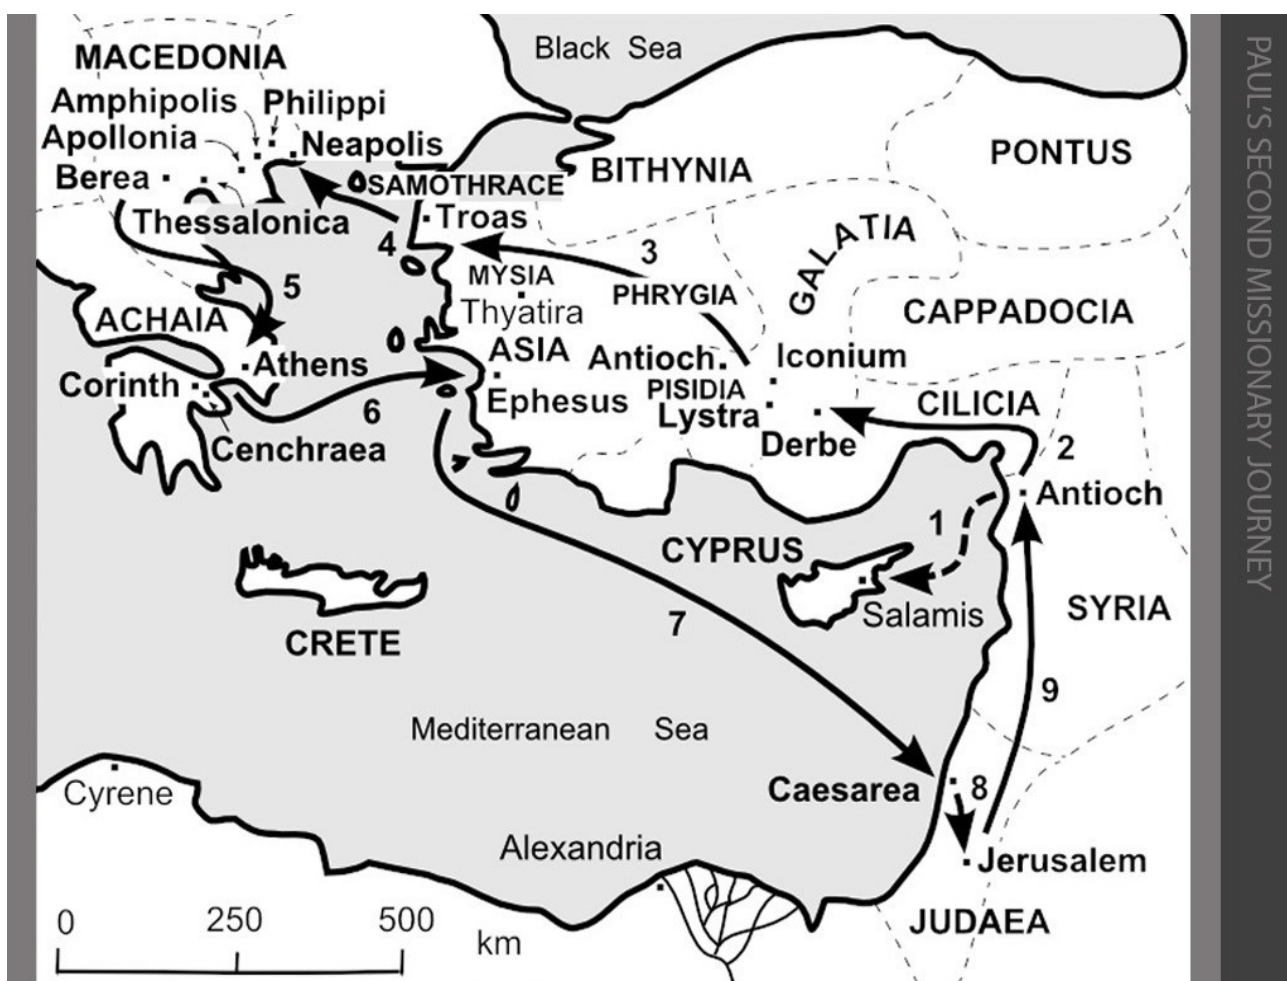 Black Sea
MACEDONIA
Amphipolis
Philippi
Apollonia
Neapolis
Berea
SAMOTHRACE
BITHYNIA
PONTUS
Thessalonica
Troas
4
3
GALATIA
MYSIA
5
PHRYGIA
Thyatira
ACHAIA
CAPPADOCIA
ASIA
Antioch
Iconium
Athens
Corinth
PISIDIA
Ephesus
6
Lystra
CILICIA
Cenchraea
Derbe
2
Antioch
1
CYPRUS
Salamis
SYRIA
7
CRETE
9
Mediterranean Sea
Caesarea
8
Cyrene
Alexandria
Jerusalem
JUDAEA
0 250 500
km
PAUL'S SECOND MISSIONARY JOURNEY